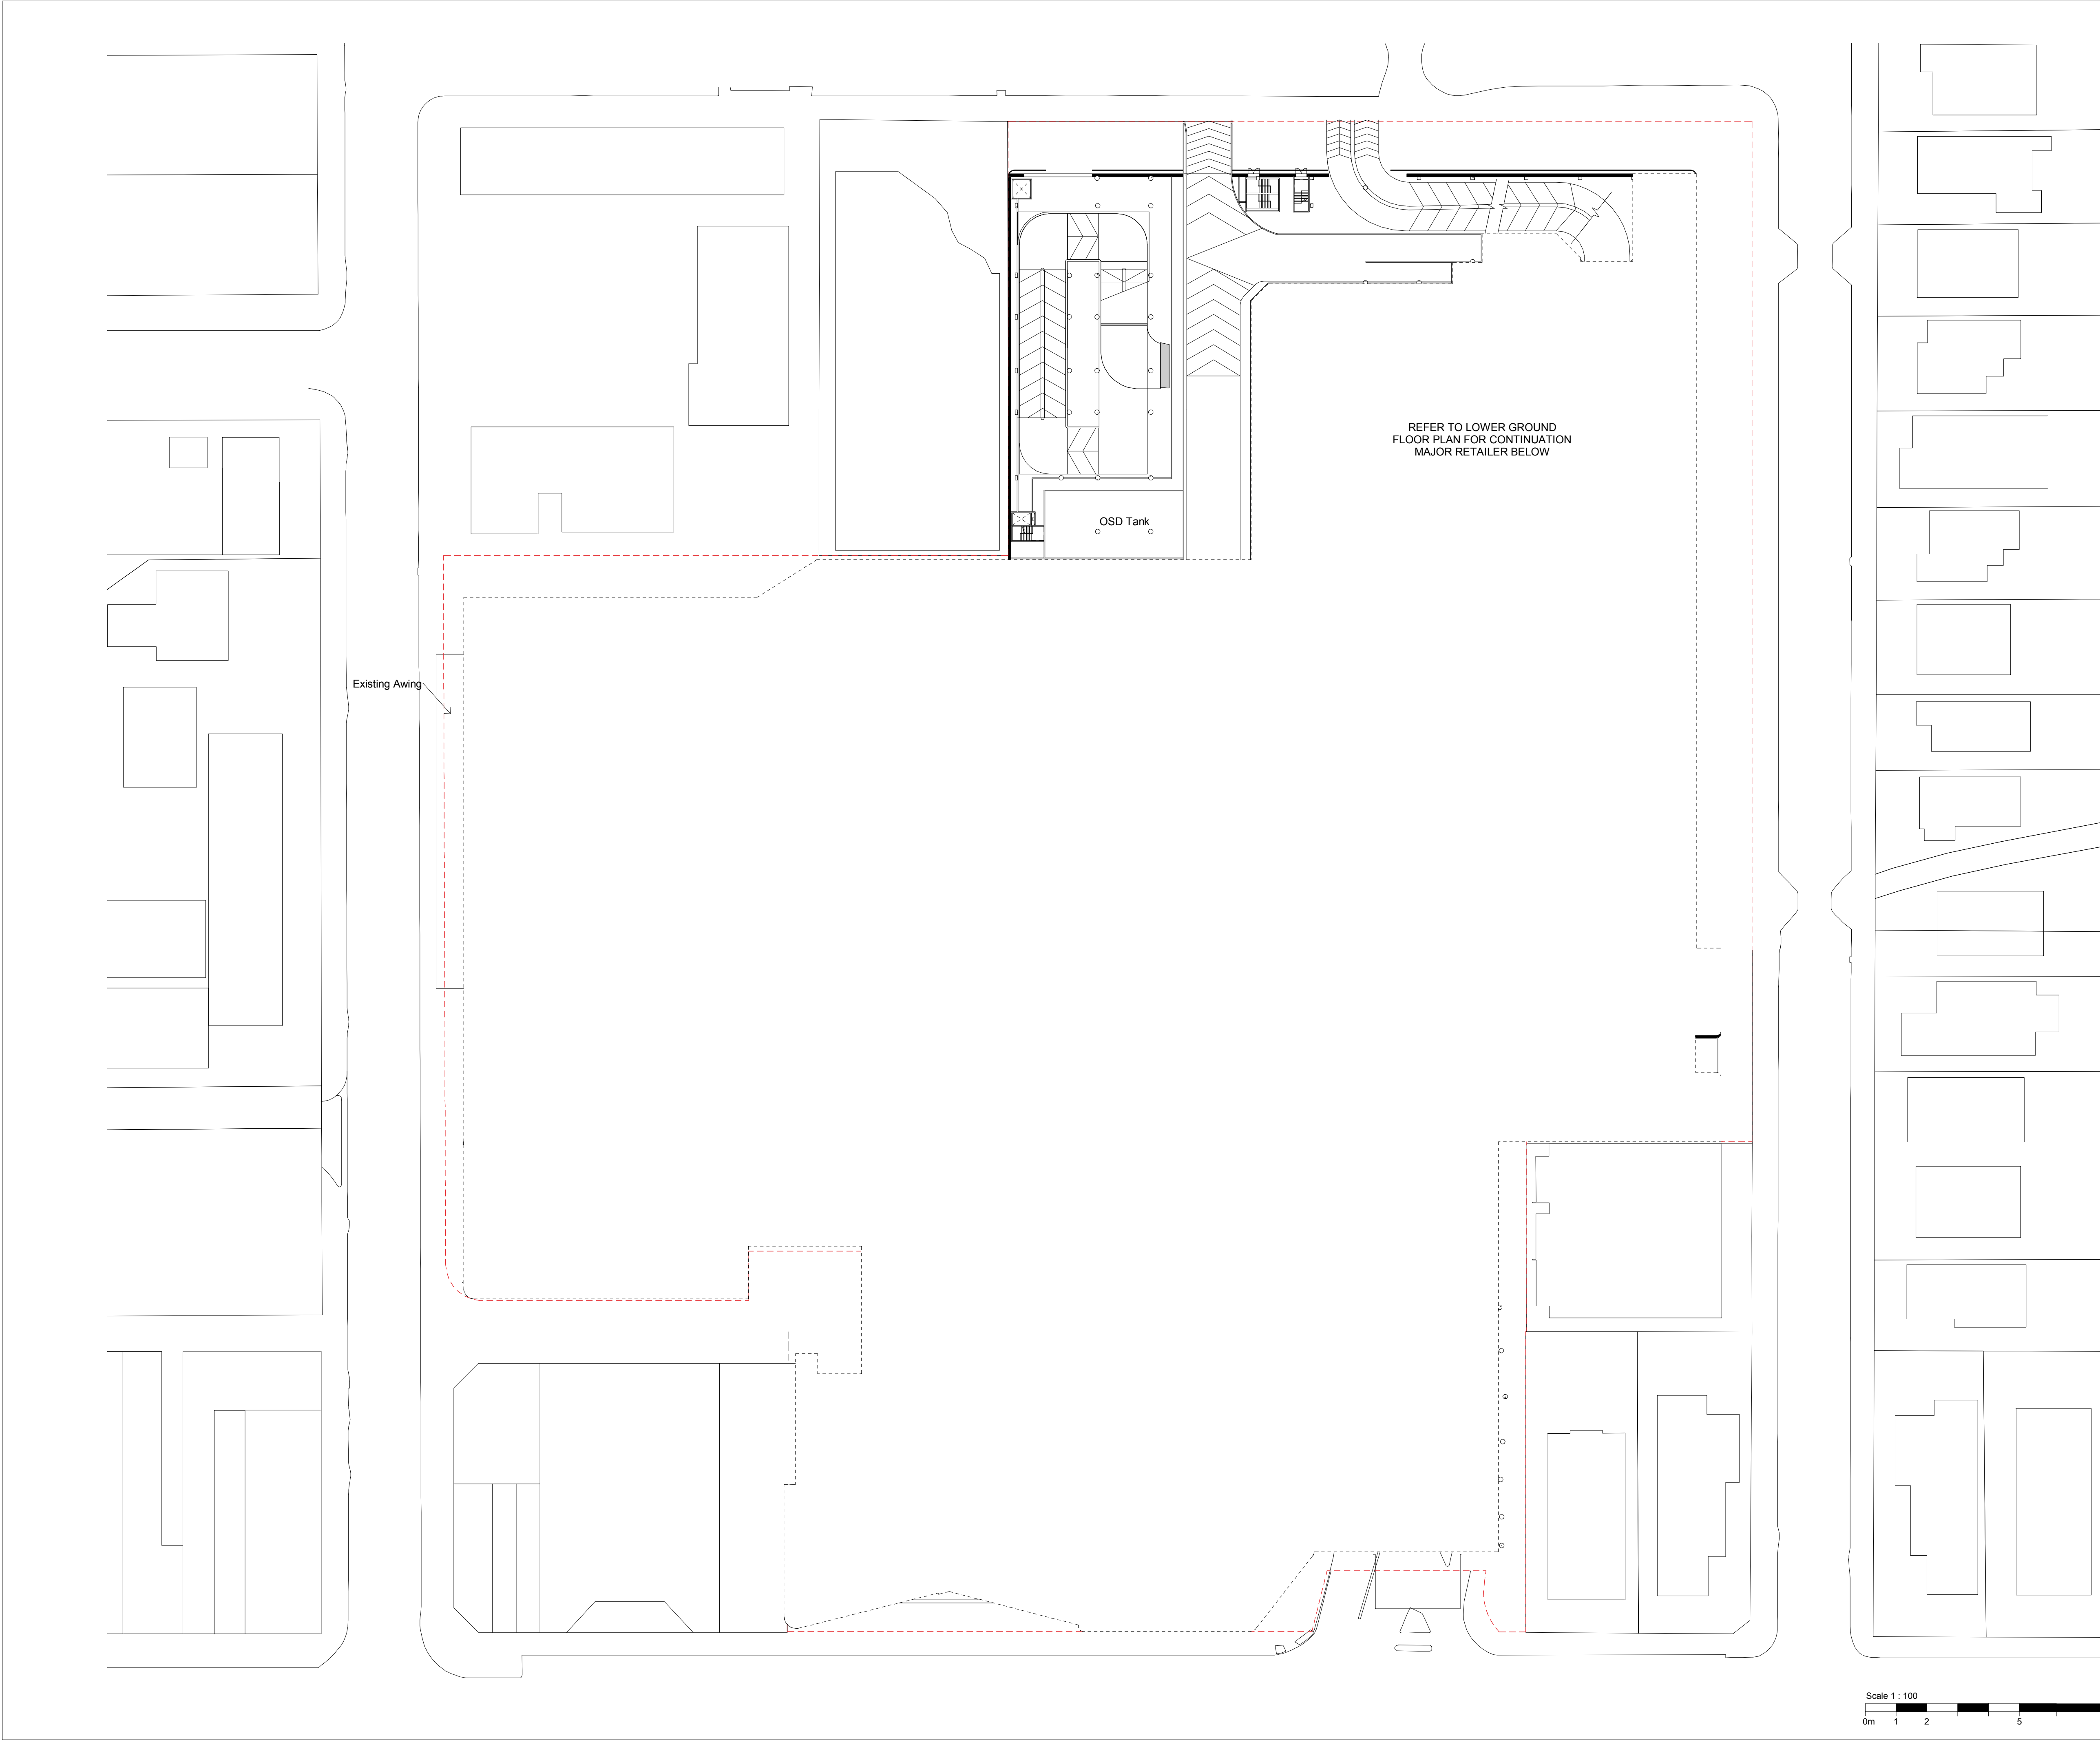 REFER TO LOWER GROUND
FLOOR PLAN FOR CONTINUATION
MAJOR RETAILER BELOW
OSD Tank
Existing Awing
Scale 1 : 100
0m 1 2 5